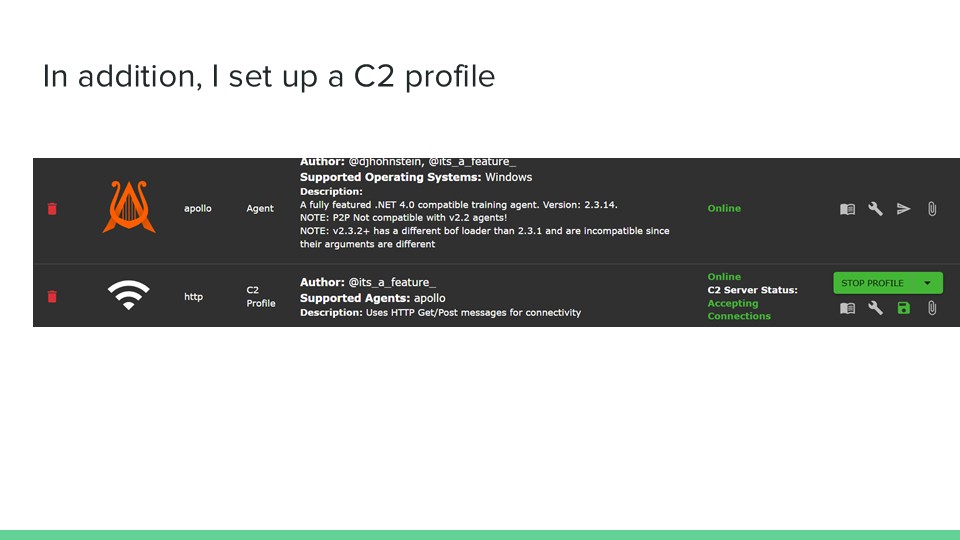 In addition, I set up a C2 profile
Author: @djhohnstein, @its_a_feature_
Supported Operating Systems: Windows
Description:
A fully featured .NET 4.0 compatible training agent. Version: 2.3.14.
NOTE: P2P Not compatible with v2.2 agents!
NOTE: v2.3.2+ has a different bof loader than 2.3.1 and are incompatible since
their arguments are different
apollo
Agent
Online
http
C2
Profile
Author: @its_a_feature_
Supported Agents: apollo
Description: Uses HTTP Get/Post messages for connectivity
Online
C2 Server Status:
Accepting
Connections
STOP PROFILE